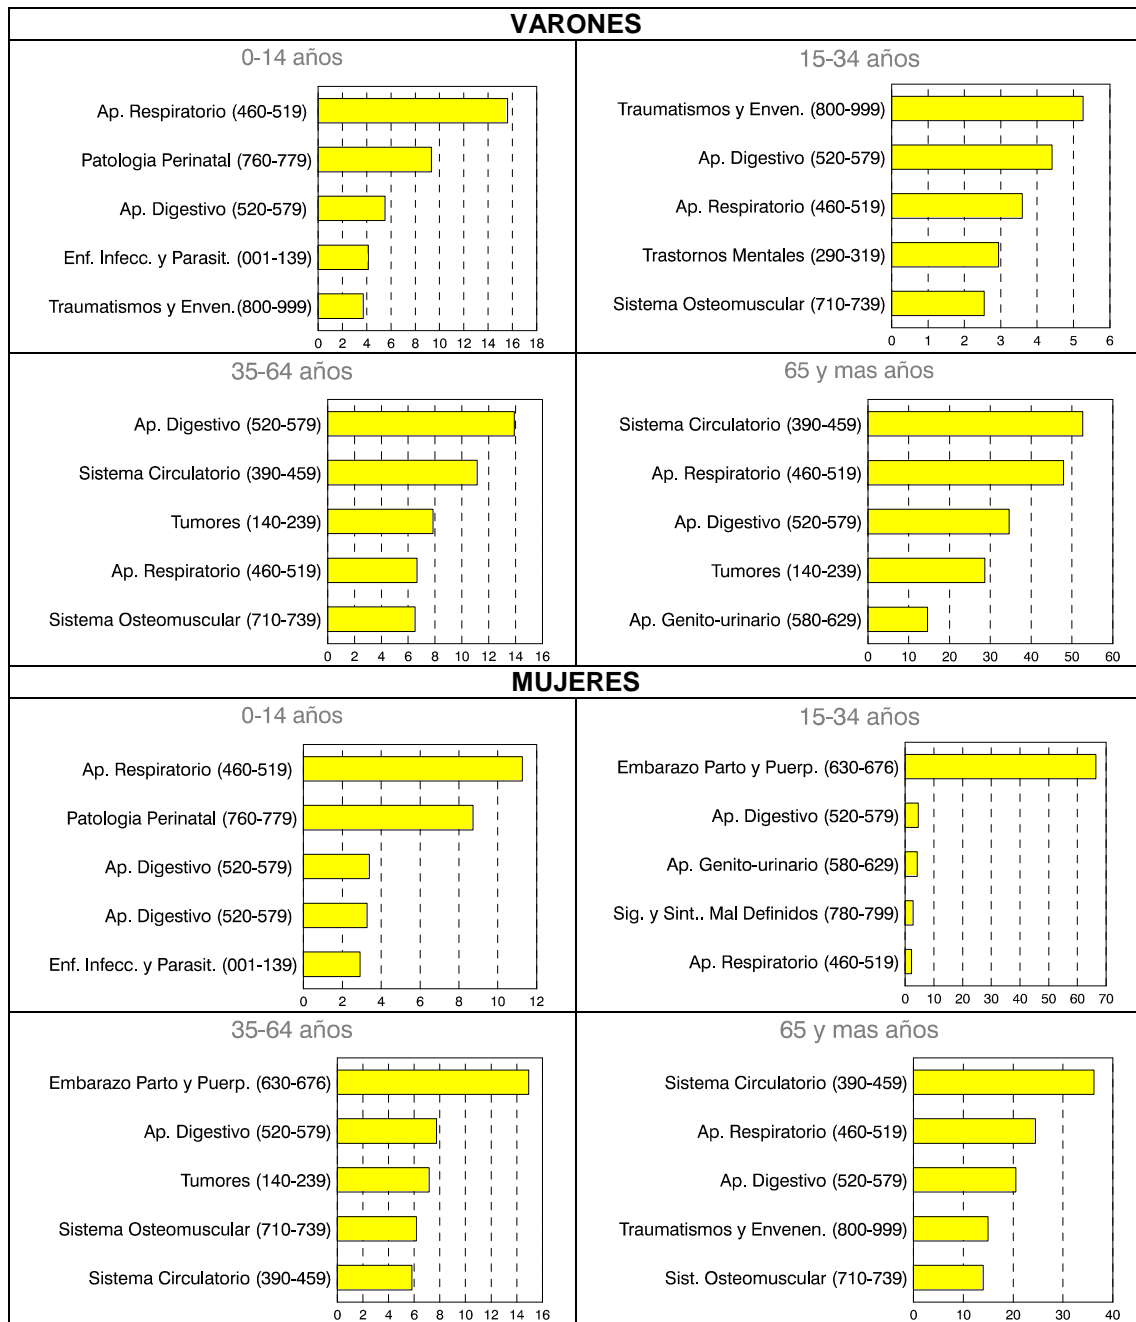 VARONES
0-14 años
Ap. Respiratorio (460-519)
Patologia Perinatal (760-779)
Ap. Digestivo (520-579)
Enf. Infecc. y Parasit. (001-139)
Traumatismos y Enven.(800-999)
0 2 4 6 8 10 12 14 16 18
15-34 años
Traumatismos y Enven. (800-999)
Ap. Digestivo (520-579)
Ap. Respiratorio (460-519)
Trastornos Mentales (290-319)
Sistema Osteomuscular (710-739)
0 1 2 3 4 5 6
35-64 años
Ap. Digestivo (520-579)
Sistema Circulatorio (390-459)
Tumores (140-239)
Ap. Respiratorio (460-519)
Sistema Osteomuscular (710-739)
0 2 4 6 8 10 12 14 16
65 y mas años
Sistema Circulatorio (390-459)
Ap. Respiratorio (460-519)
Ap. Digestivo (520-579)
Tumores (140-239)
Ap. Genito-urinario (580-629)
0 10 20 30 40 50 60
MUJERES
0-14 años
Ap. Respiratorio (460-519)
Patologia Perinatal (760-779)
Ap. Digestivo (520-579)
Ap. Digestivo (520-579)
Enf. Infecc. y Parasit. (001-139)
0 2 4 6 8 10 12
15-34 años
Embarazo Parto y Puerp. (630-676)
Ap. Digestivo (520-579)
Ap. Genito-urinario (580-629)
Sig. y Sint.. Mal Definidos (780-799)
Ap. Respiratorio (460-519)
0 10 20 30 40 50 60 70
35-64 años
Embarazo Parto y Puerp. (630-676)
Ap. Digestivo (520-579)
Tumores (140-239)
Sistema Osteomuscular (710-739)
Sistema Circulatorio (390-459)
0 2 4 6 8 10 12 14 16
65 y mas años
Sistema Circulatorio (390-459)
Ap. Respiratorio (460-519)
Ap. Digestivo (520-579)
Traumatismos y Envenen. (800-999)
Sist. Osteomuscular (710-739)
0 10 20 30 40